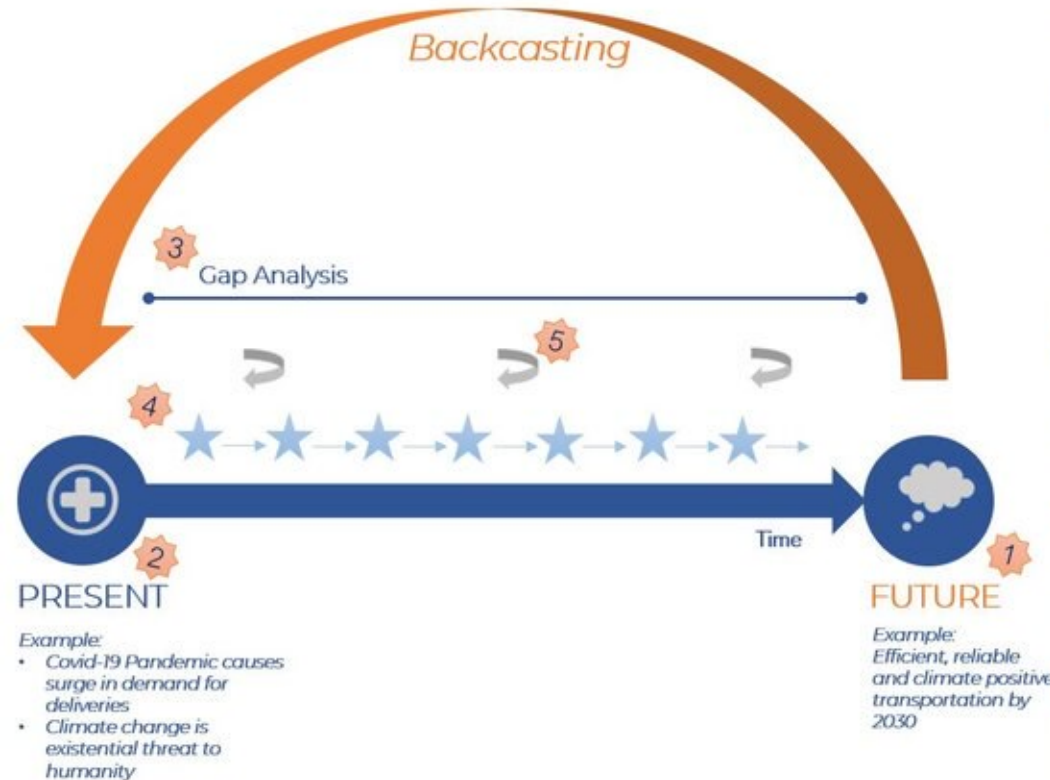 Backcasting
3
Gap Analysis
5
4
Time
2
1
PRESENT
Example:
• Covid-19 Pandemic causes
surge in demand for
deliveries
• Climate change is
existential threat to
humanity
FUTURE
Example:
Efficient, reliable
and climate positive
transportation by
2030